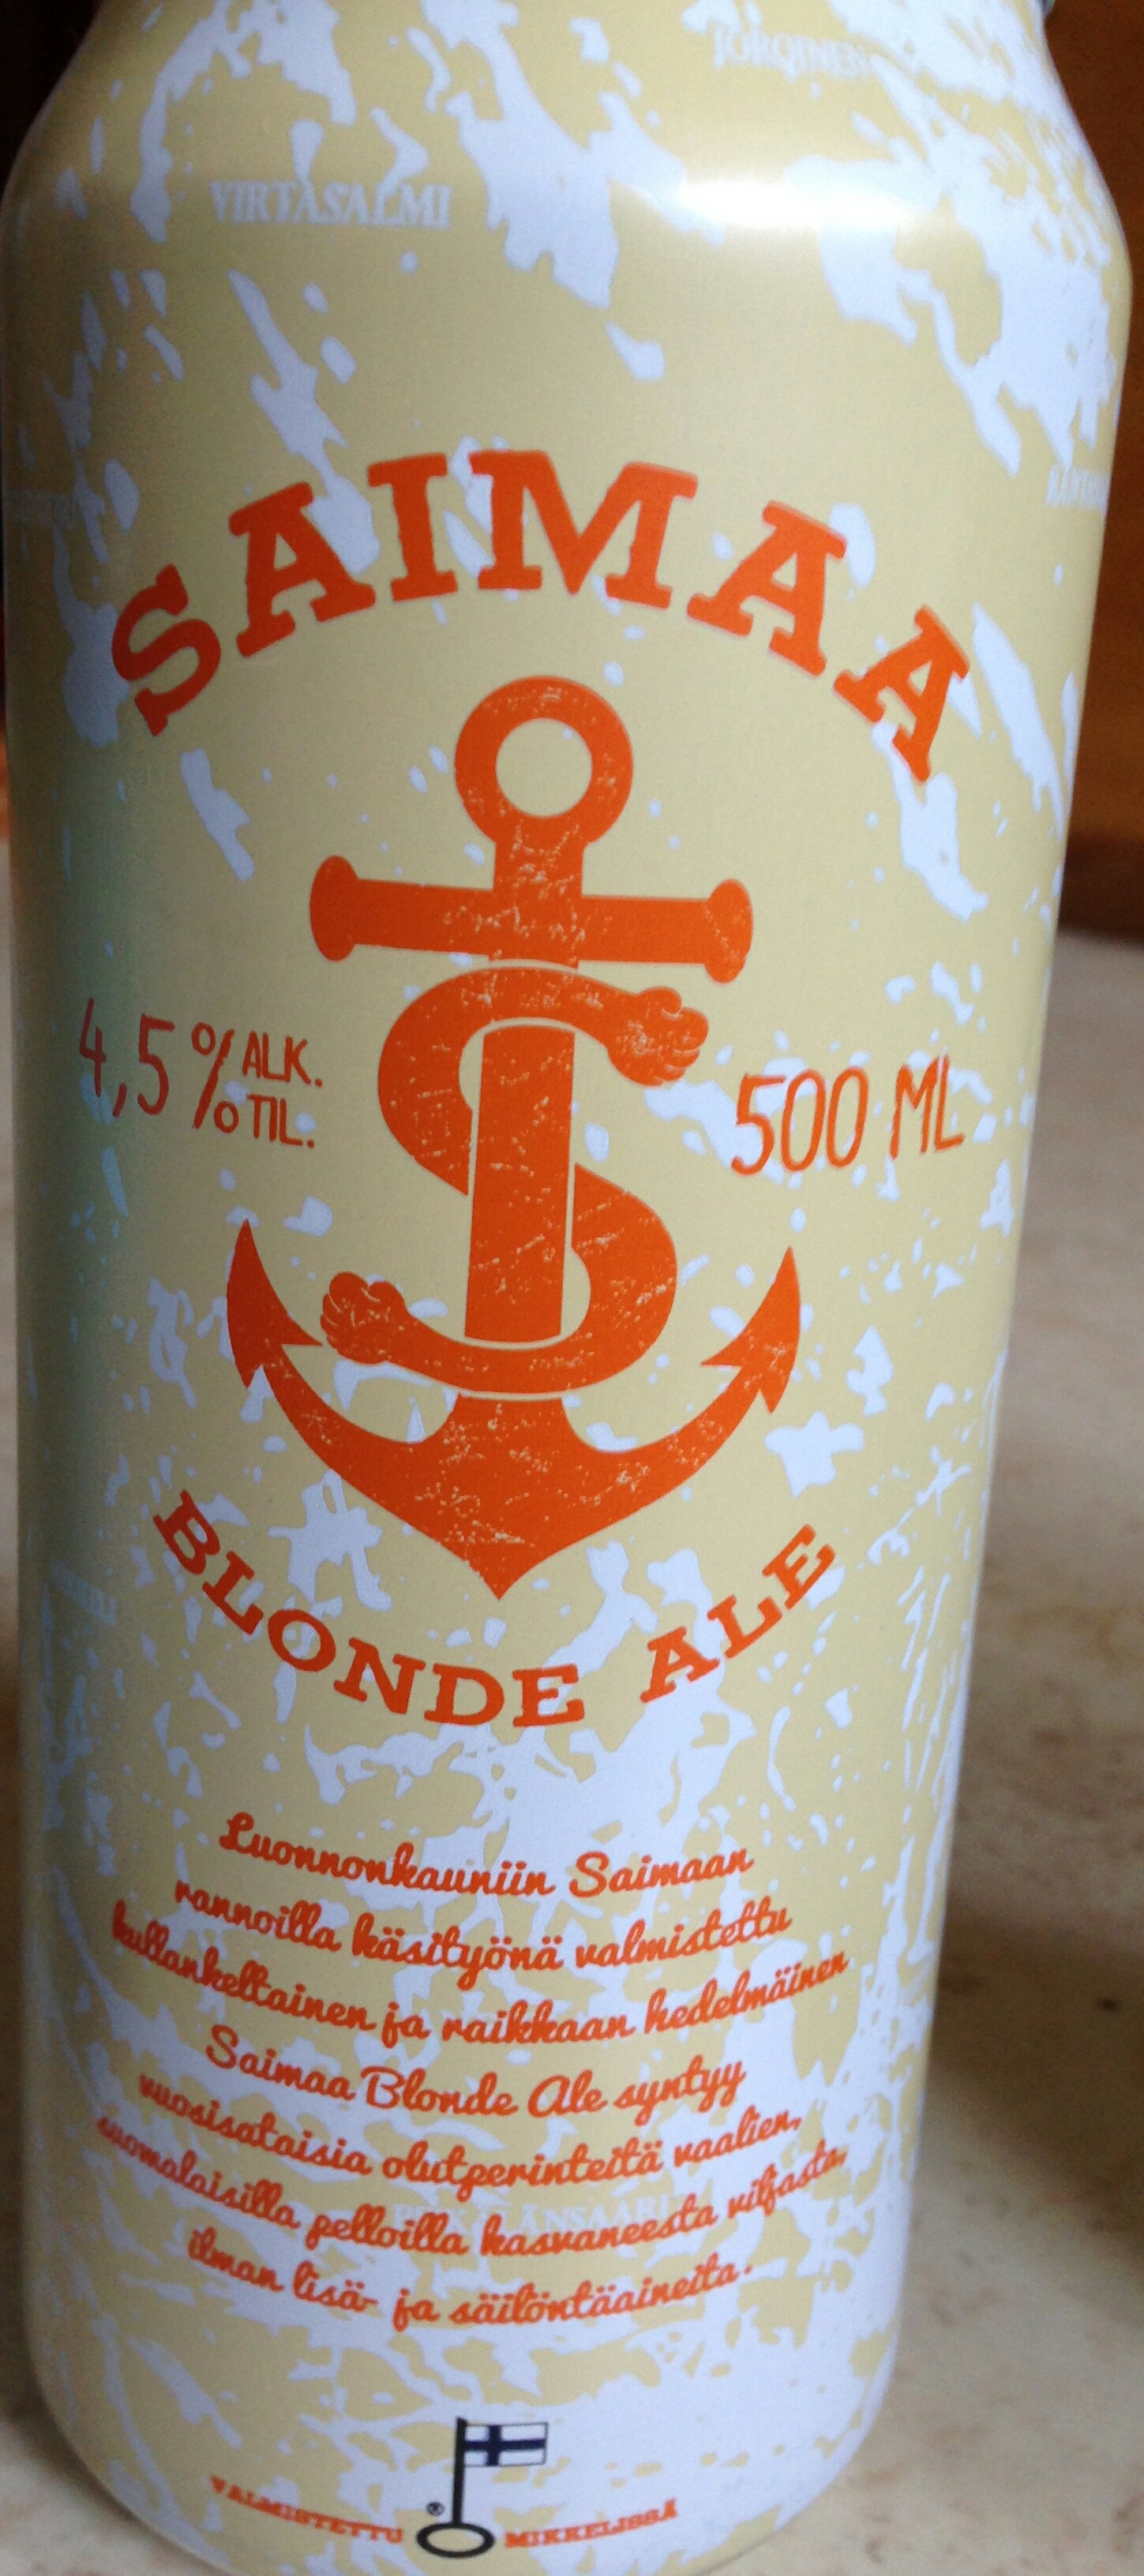 VIRTASALMI
SAIMAA
4,5 % ALK.
TIL.
500 ML
BLONDE ALE
Luonnonkauniin Saimaan
rannoilla käsityönä valmistettu
kullankeltainen ja raikkaan hedelmäinen
Saimaa Blonde Ale syntyy
vuosisataisia olutperinteitä vaalien,
suomalaisilla pelloilla kasvaneesta viljasta,
ilman lisä- ja säilöntäaineita.
®
VALMISTETTU MIKKELISSÄ